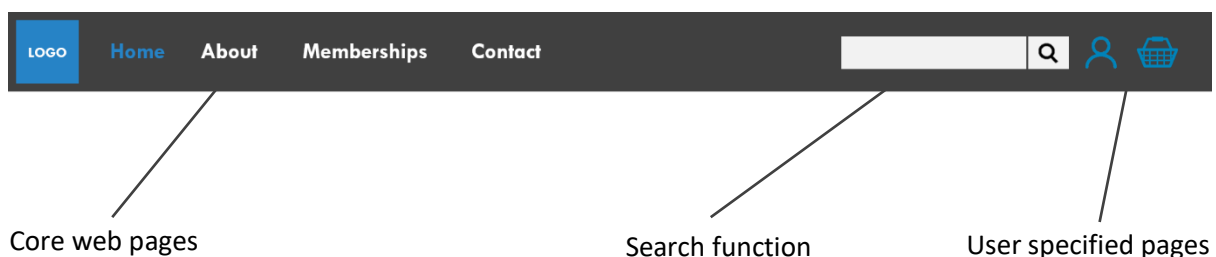 LOGO Home About Memberships Contact
Core web pages Search function User specified pages